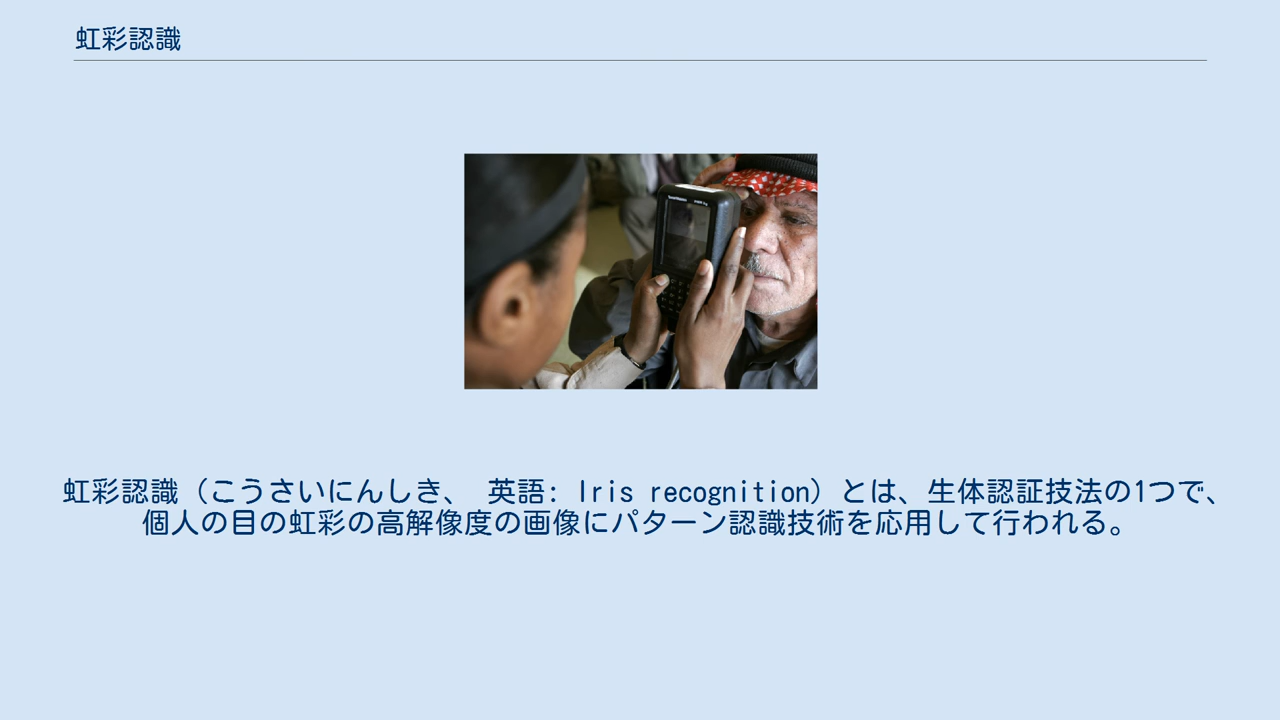 虹彩認識
虹彩認識（こうさいにんしき、 英語: Iris recognition）とは、生体認証技法の1つで、
個人の目の虹彩の高解像度の画像にパターン認識技術を応用して行われる。